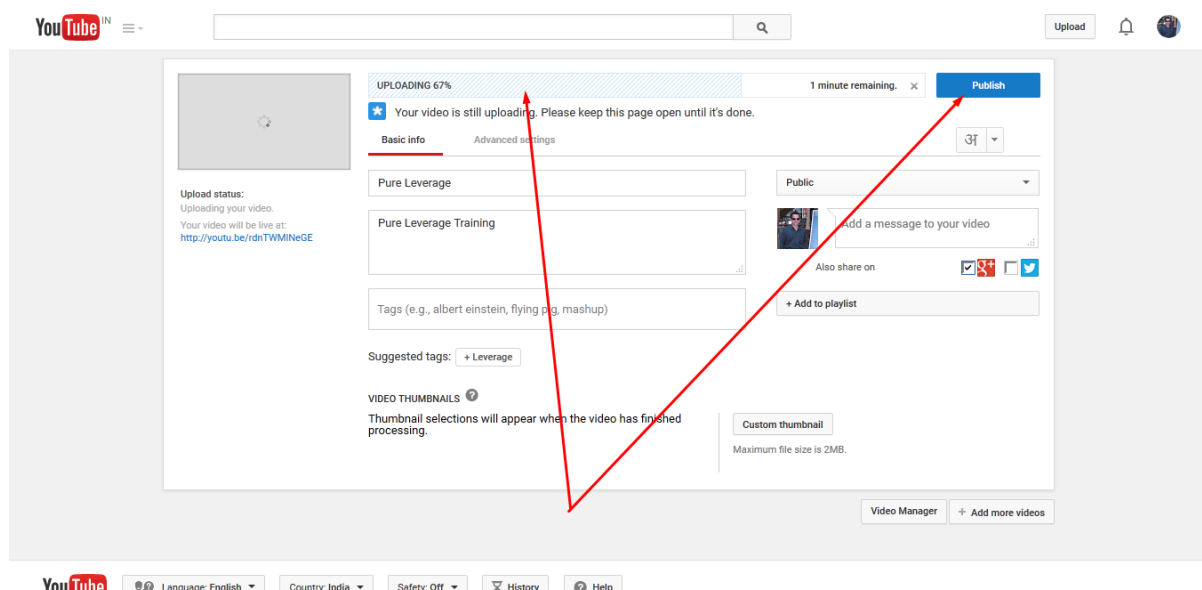 YouTube IN
Upload
UPLOADING 67%
1 minute remaining.
Publish
Your video is still uploading. Please keep this page open until it's done.
Basic info
Advanced settings
अ
Pure Leverage
Public
Upload status:
Uploading your video.
Your video will be live at:
http://youtu.be/rdnTWMINeGE
Pure Leverage Training
Add a message to your video
Also share on
g+
Tags (e.g., albert einstein, flying pig, mashup)
+ Add to playlist
Suggested tags: + Leverage
VIDEO THUMBNAILS ?
Thumbnail selections will appear when the video has finished
processing.
Custom thumbnail
Maximum file size is 2MB.
Video Manager
+ Add more videos
YouTube
Language: English
Country: India
Safety: Off
History
? Help